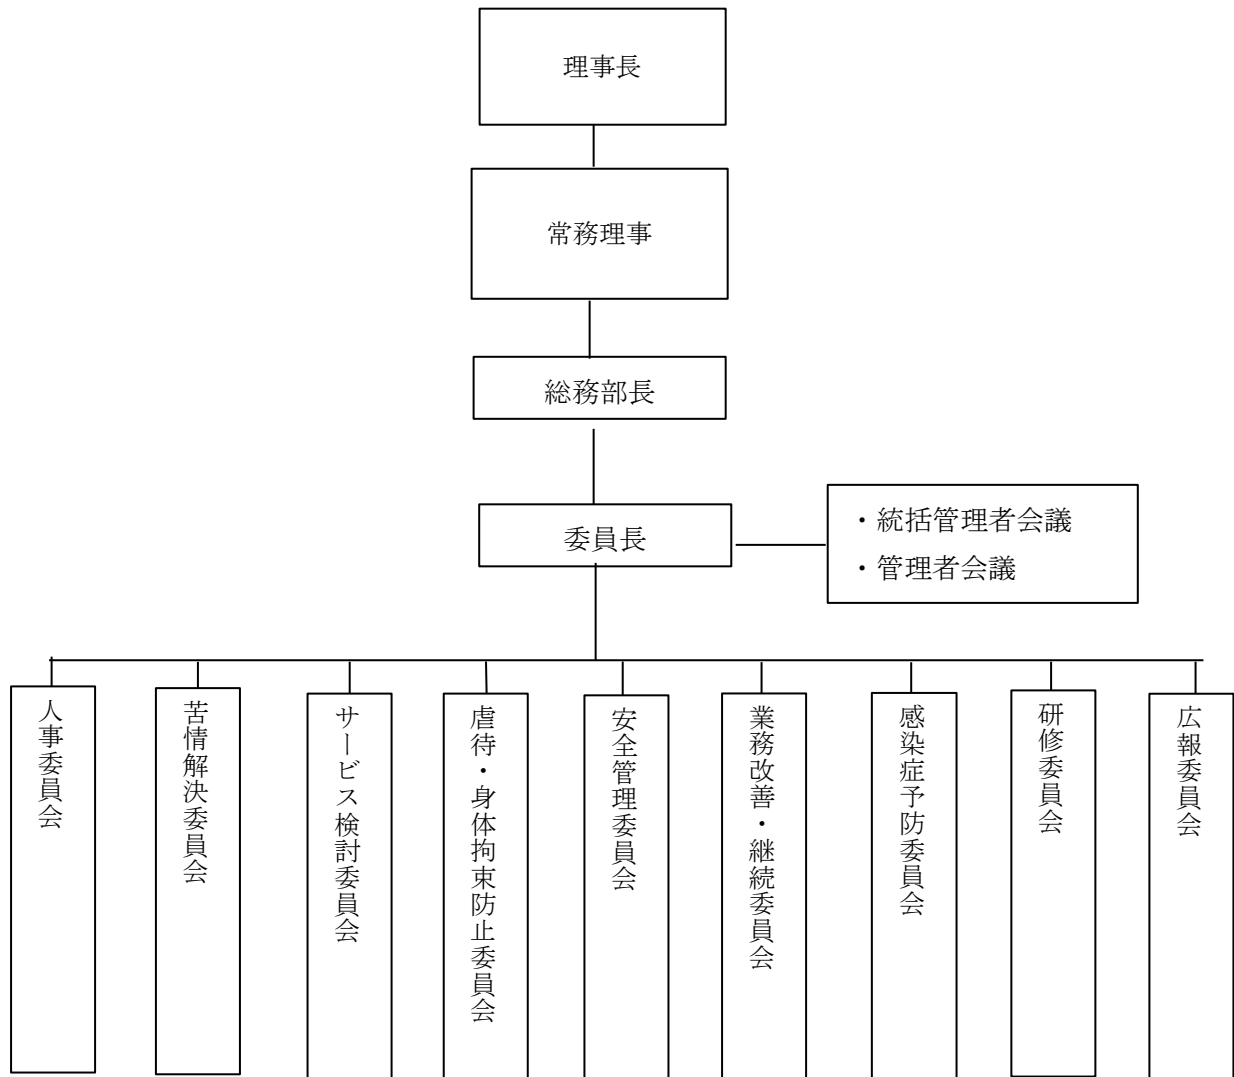 理事長
常務理事
総務部長
委員長
・統括管理者会議
・管理者会議
人事委員会
苦情解決委員会
サービス検討委員会
虐待・身体拘束防止委員会
安全管理委員会
業務改善・継続委員会
感染症予防委員会
研修委員会
広報委員会